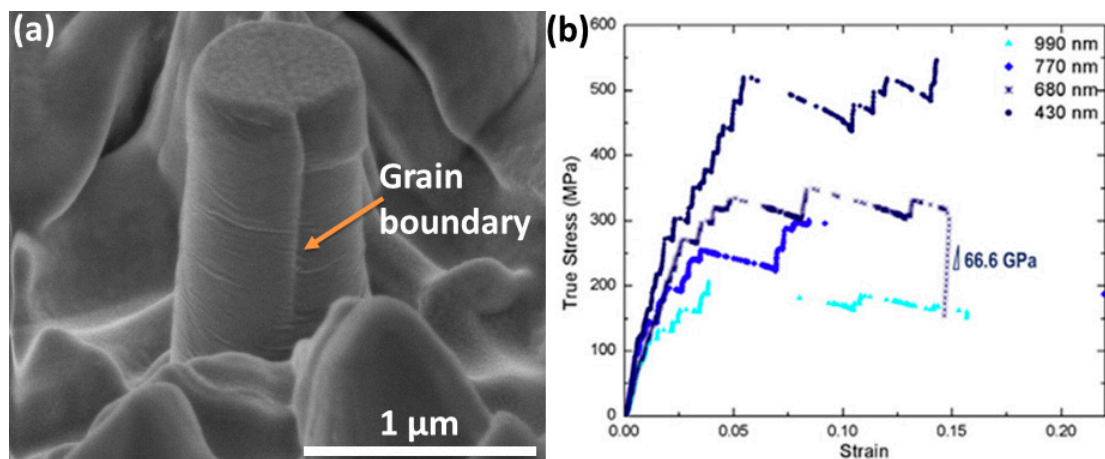 (a)
Grain
boundary
1 μm
(b)
600
500
400
300
200
100
0
0.00
0.05
0.10
0.15
0.20
True Stress (MPa)
Strain
990 nm
770 nm
680 nm
430 nm
66.6 GPa